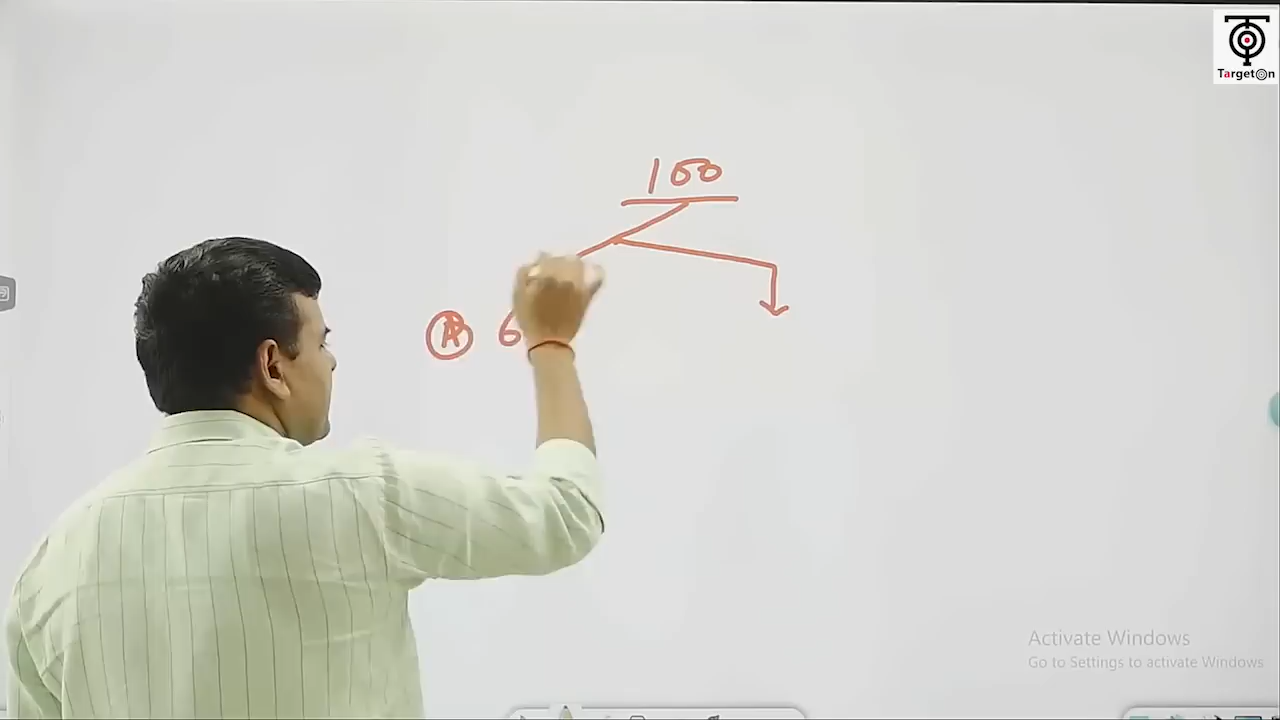 TargetOn
100
A 6
Activate Windows
Go to Settings to activate Windows